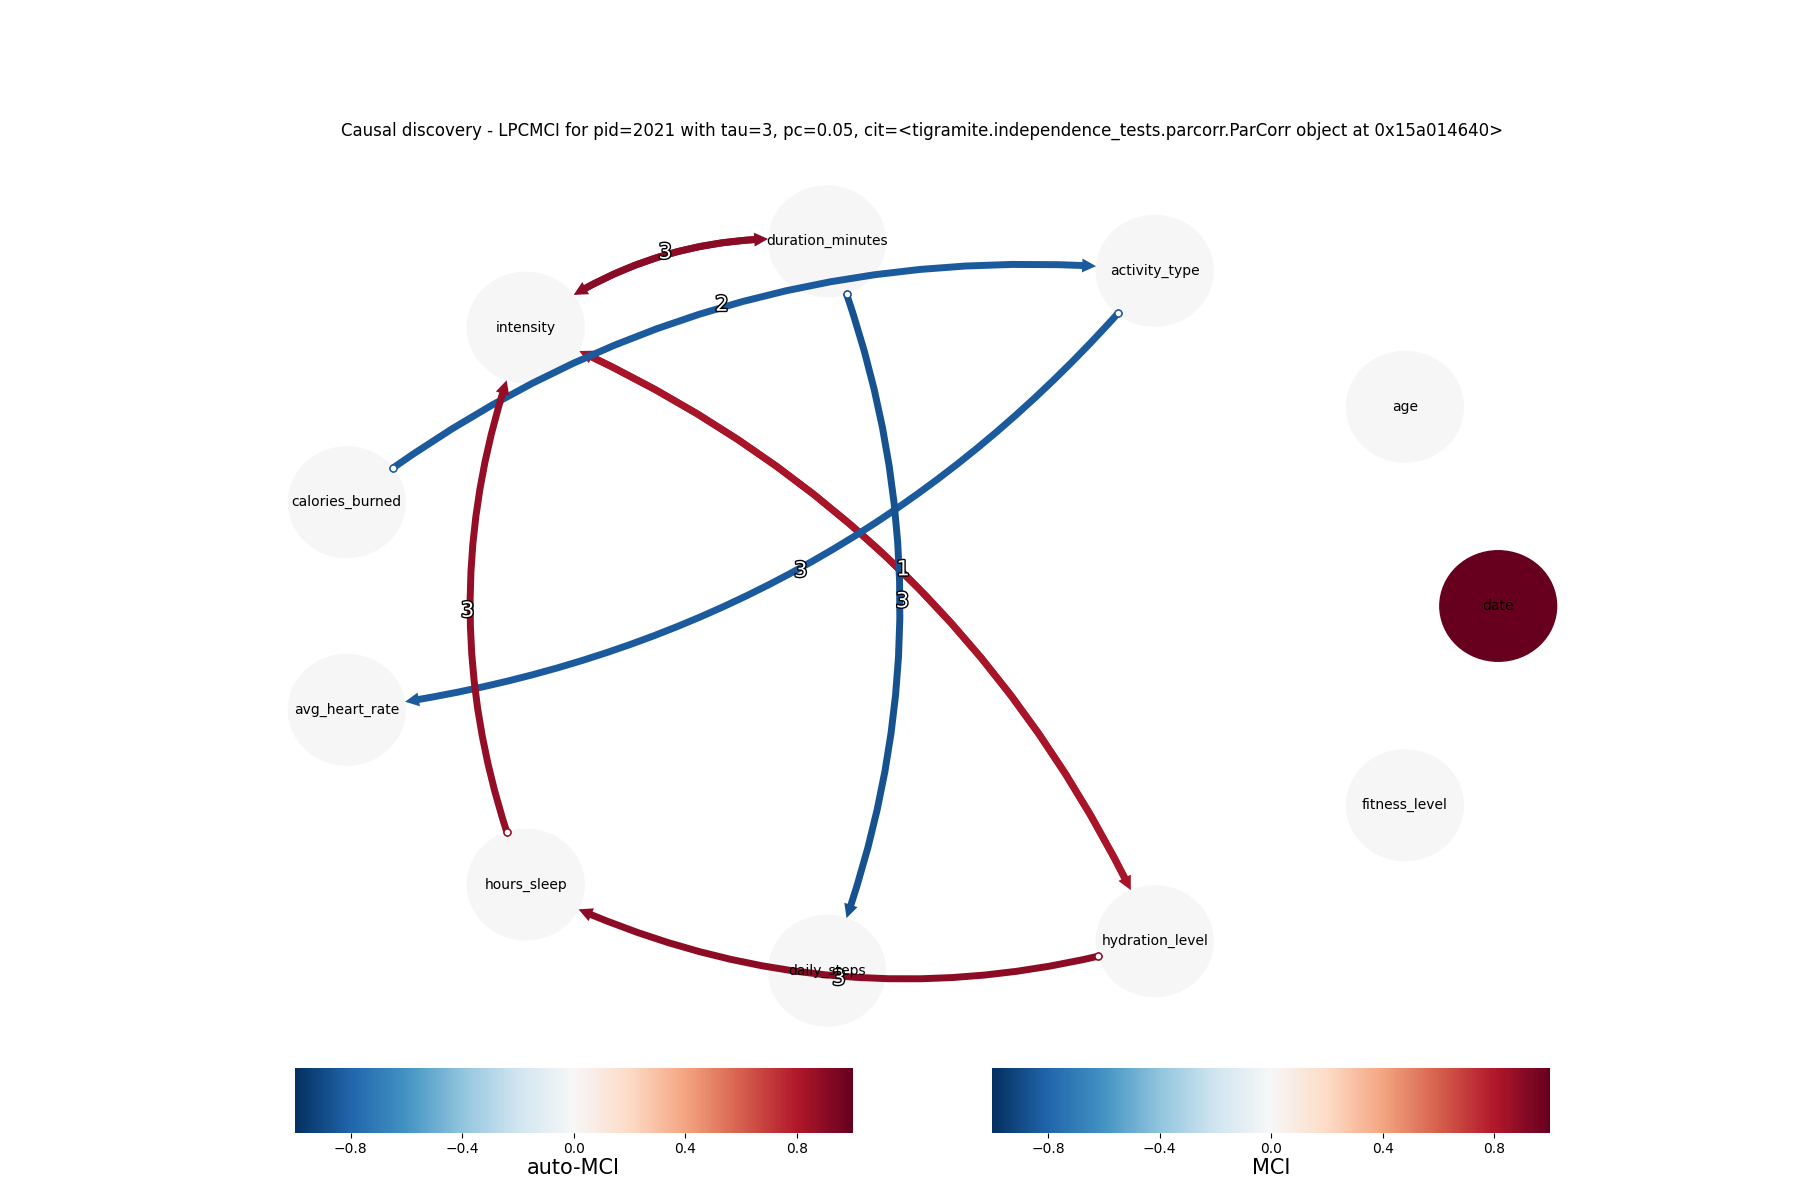 Causal discovery - LPCMCI for pid=2021 with tau=3, pc=0.05, cit=<tigramite.independence_tests.parcorr.ParCorr object at 0x15a014640>
duration_minutes
3
activity_type
2
intensity
age
calories_burned
3
1
3
date
3
avg_heart_rate
fitness_level
hours_sleep
hydration_level
daily_steps
3
−0.8 −0.4 0.0 0.4 0.8
auto-MCI
−0.8 −0.4 0.0 0.4 0.8
MCI